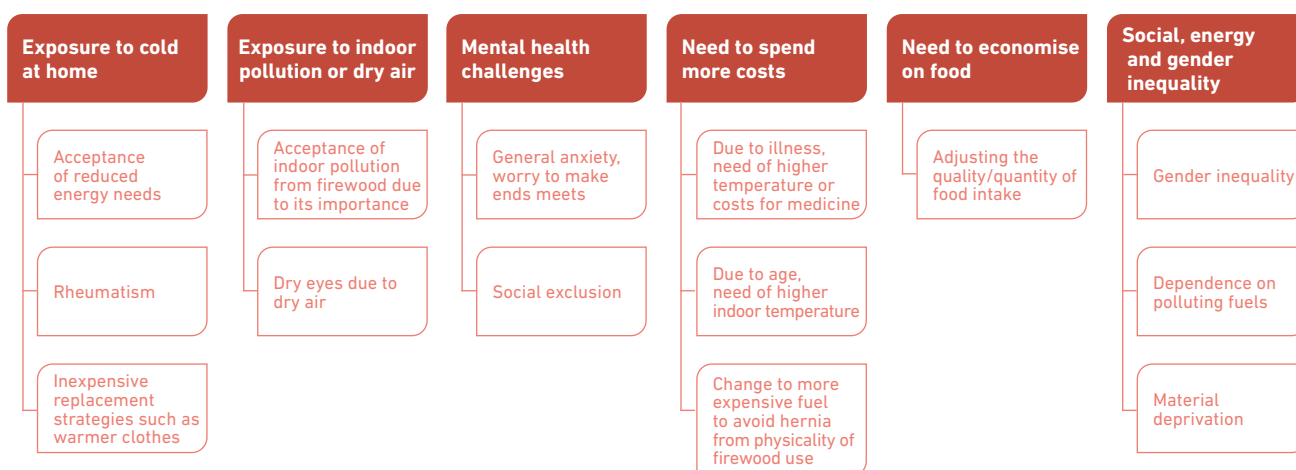 Exposure to cold
at home
Acceptance
of reduced
energy needs
Rheumatism
Inexpensive
replacement
strategies such as
warmer clothes
Exposure to indoor
pollution or dry air
Acceptance of
indoor pollution
from firewood due
to its importance
Dry eyes due to
dry air
Mental health
challenges
General anxiety,
worry to make
ends meets
Social exclusion
Need to spend
more costs
Due to illness,
need of higher
temperature or
costs for medicine
Due to age,
need of higher
indoor temperature
Change to more
expensive fuel
to avoid hernia
from physicality of
firewood use
Need to economise
on food
Adjusting the
quality/quantity of
food intake
Social, energy
and gender
inequality
Gender inequality
Dependence on
polluting fuels
Material
deprivation